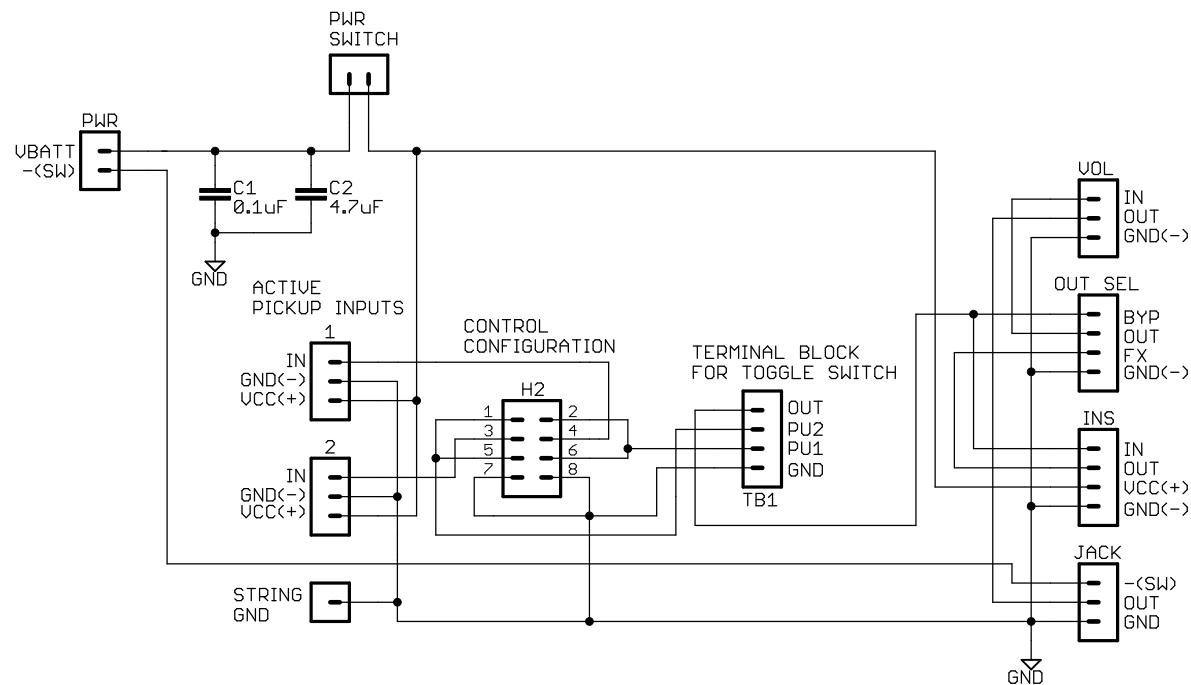 PWR
SWITCH
PWR
VBATT
-(SW)
C1
0.1uF
C2
4.7uF
GND
VOL
IN
OUT
GND(-)
OUT SEL
BYP
OUT
FX
GND(-)
ACTIVE
PICKUP INPUTS
1
IN
GND(-)
VCC(+)
CONTROL
CONFIGURATION
H2
1
2
3
4
5
6
7
8
TERMINAL BLOCK
FOR TOGGLE SWITCH
OUT
PU2
PU1
GND
TB1
2
IN
GND(-)
VCC(+)
INS
IN
OUT
VCC(+)
GND(-)
STRING
GND
JACK
-(SW)
OUT
GND
GND